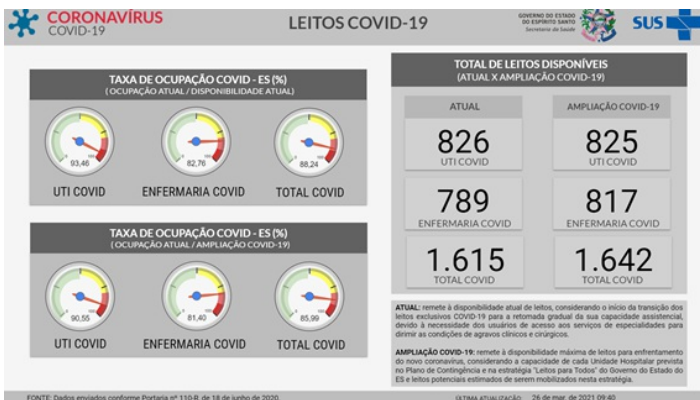 CORONAVÍRUS
COVID-19
LEITOS COVID-19
GOVERNO DO ESTADO
DO ESPÍRITO SANTO
Secretaria da Saúde
SUS
TAXA DE OCUPAÇÃO COVID - ES (%)
( OCUPAÇÃO ATUAL / DISPONIBILIDADE ATUAL)
93,46
82,76
88,24
UTI COVID
ENFERMARIA COVID
TOTAL COVID
TAXA DE OCUPAÇÃO COVID - ES (%)
( OCUPAÇÃO ATUAL / AMPLIAÇÃO COVID-19)
90,55
81,40
85,99
UTI COVID
ENFERMARIA COVID
TOTAL COVID
TOTAL DE LEITOS DISPONÍVEIS
(ATUAL X AMPLIAÇÃO COVID-19)
ATUAL
AMPLIAÇÃO COVID-19
826
UTI COVID
825
UTI COVID
789
ENFERMARIA COVID
817
ENFERMARIA COVID
1.615
TOTAL COVID
1.642
TOTAL COVID
ATUAL: remete à disponibilidade atual de leitos, considerando o início da transição dos
leitos exclusivos COVID-19 para a retomada gradual da sua capacidade assistencial,
devido à necessidade dos usuários de acesso aos serviços de especialidades para
dirimir as condições de agravos clínicos e cirúrgicos.
AMPLIAÇÃO COVID-19: remete à disponibilidade máxima de leitos para enfrentamento
do novo coronavírus, considerando a capacidade de cada Unidade Hospitalar prevista
no Plano de Contingência e na estratégia "Leitos para Todos" do Governo do Estado do
ES e leitos potenciais estimados de serem mobilizados nesta estratégia.
FONTE: Dados enviados conforme Portaria nº 110-R, de 18 de junho de 2020.
ÚLTIMA ATUALIZAÇÃO 26 de mar. de 2021 09:40